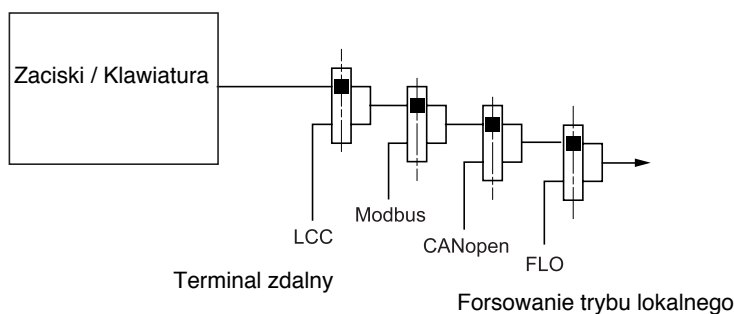 Zaciski / Klawiatura
LCC
Modbus
CANopen
FLO
Terminal zdalny
Forsowanie trybu lokalnego